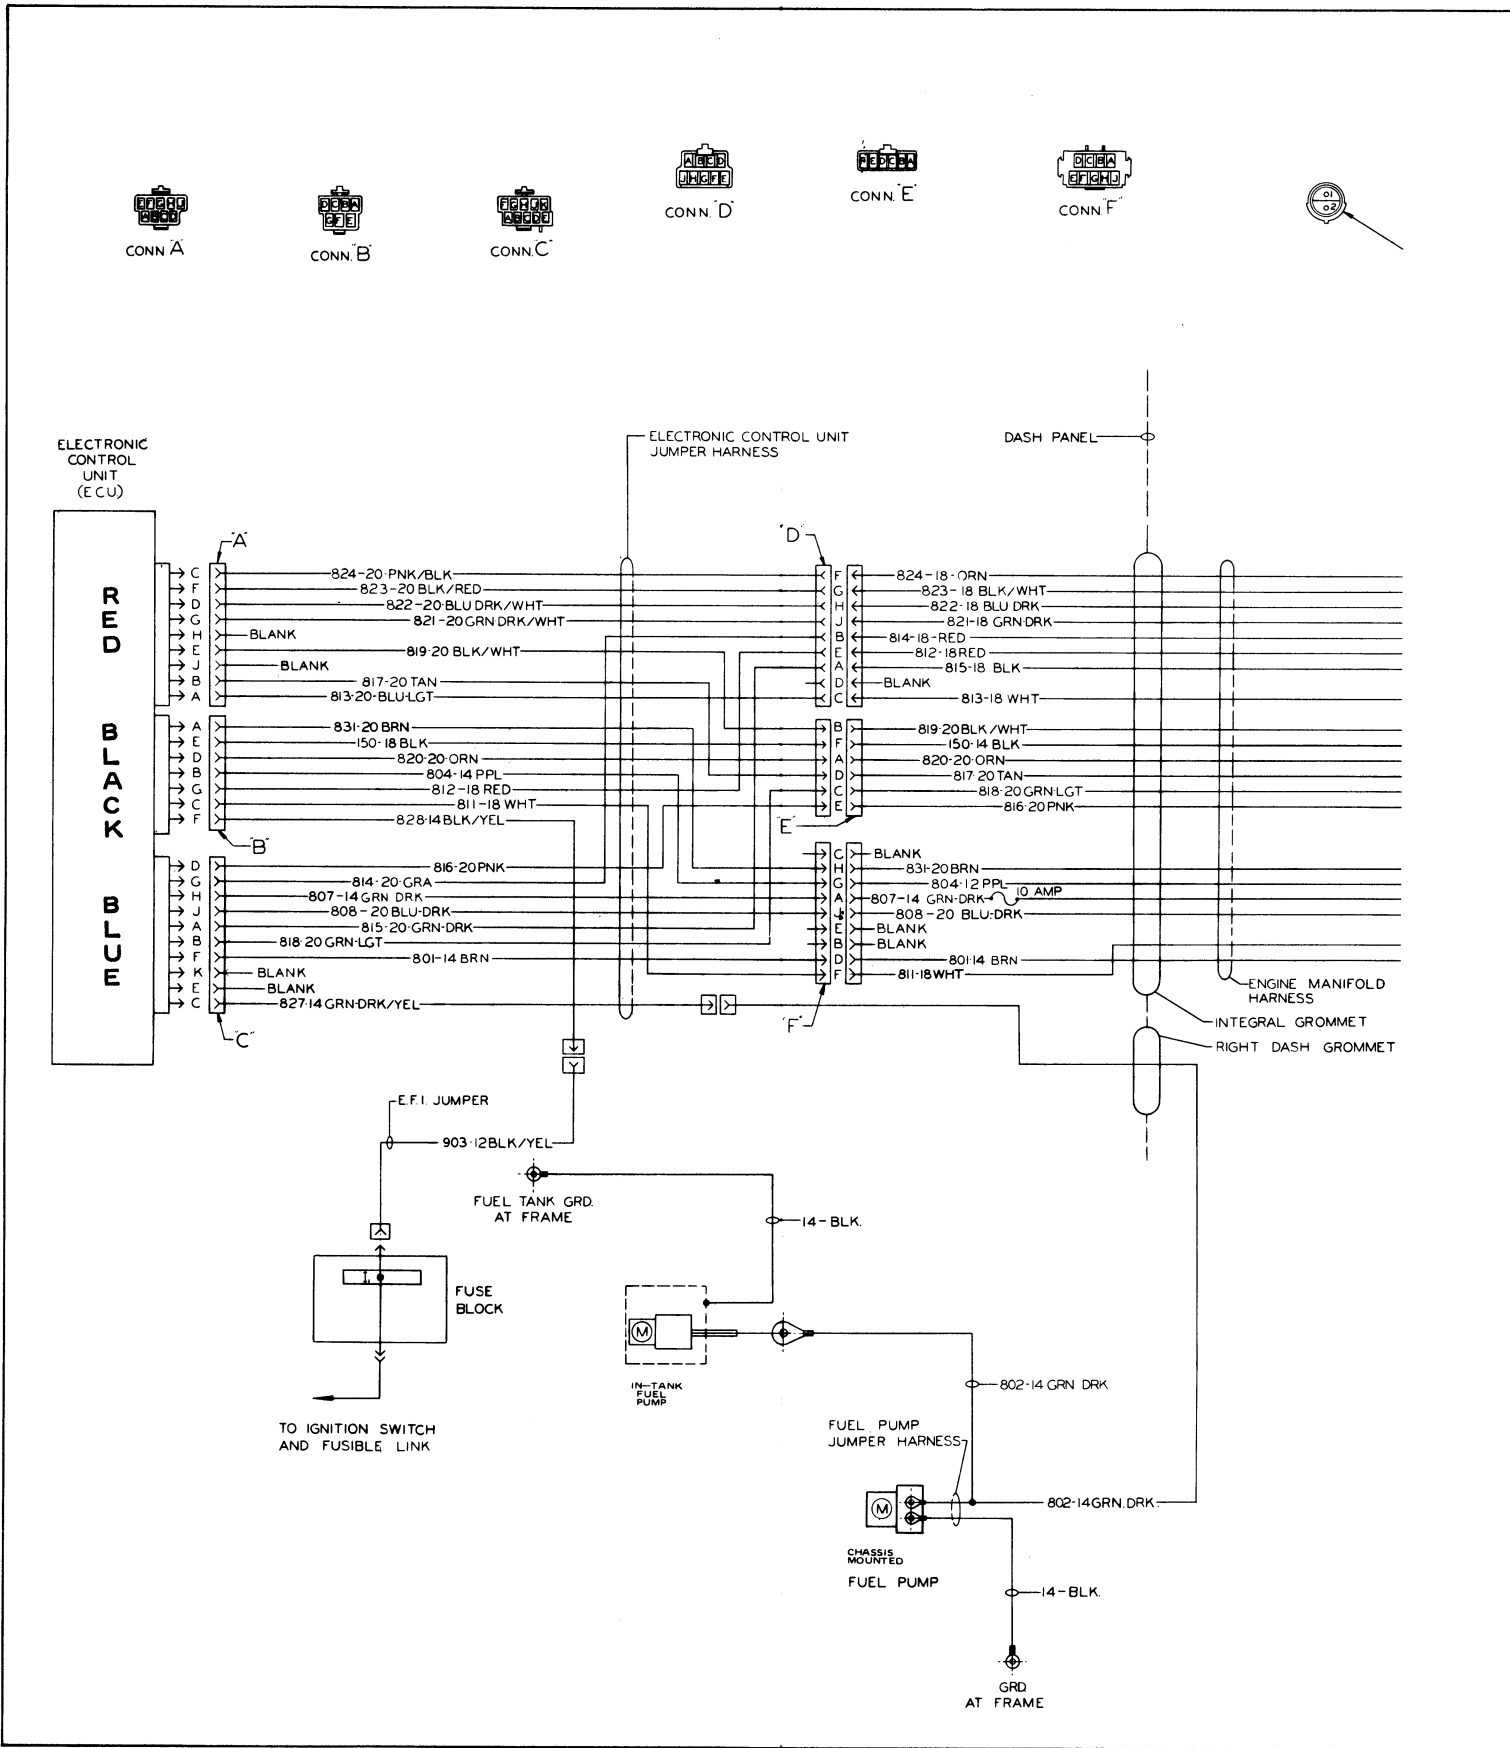 A B C D
J H G F E
CONN. "D"
F E D C B A
CONN. "E"
D C B A
E F G H J
CONN. "F"
E F G H J
A B C D
CONN "A"
D C B A
G F E
CONN. "B"
F G H J K
A B C D E
CONN. "C"
O1
O2
ELECTRONIC CONTROL UNIT
JUMPER HARNESS
DASH PANEL
ELECTRONIC
CONTROL
UNIT
(ECU)
RED
BLACK
BLUE
"A"
"D"
C 824-20-PNK/BLK F 824-18-ORN
F 823-20 BLK/RED G 823-18 BLK/WHT
D 822-20-BLU DRK/WHT H 822-18 BLU DRK
G 821-20 GRN DRK/WHT J 821-18 GRN-DRK
H BLANK B 814-18-RED
E 819-20 BLK/WHT E 812-18 RED
J BLANK A 815-18 BLK
B 817-20 TAN D BLANK
A 813-20-BLU-LGT C 813-18 WHT
A 831-20 BRN B 819-20 BLK/WHT
E 150-18 BLK F 150-14 BLK
D 820-20-ORN A 820-20-ORN
B 804-14 PPL D 817-20 TAN
G 812-18 RED C 818-20 GRN-LGT
C 811-18 WHT E 816-20 PNK
F 828-14 BLK/YEL
"E"
"B"
C BLANK
D 816-20 PNK H 831-20 BRN
G 814-20-GRA G 804-12 PPL
H 807-14 GRN DRK A 807-14 GRN-DRK 10 AMP
J 808-20 BLU-DRK J 808-20 BLU-DRK
A 815-20-GRN-DRK E BLANK
B 818-20 GRN-LGT B BLANK
F 801-14 BRN D 801-14 BRN
K BLANK F 811-18 WHT
E BLANK
C 827-14 GRN-DRK/YEL
"C"
"F"
ENGINE MANIFOLD
HARNESS
INTEGRAL GROMMET
RIGHT DASH GROMMET
E.F.I. JUMPER
903-12 BLK/YEL
FUEL TANK GRD.
AT FRAME
14-BLK.
FUSE
BLOCK
M
IN-TANK
FUEL
PUMP
802-14 GRN DRK
TO IGNITION SWITCH
AND FUSIBLE LINK
FUEL PUMP
JUMPER HARNESS
M
802-14 GRN. DRK.
CHASSIS
MOUNTED
FUEL PUMP
14-BLK.
GRD.
AT FRAME